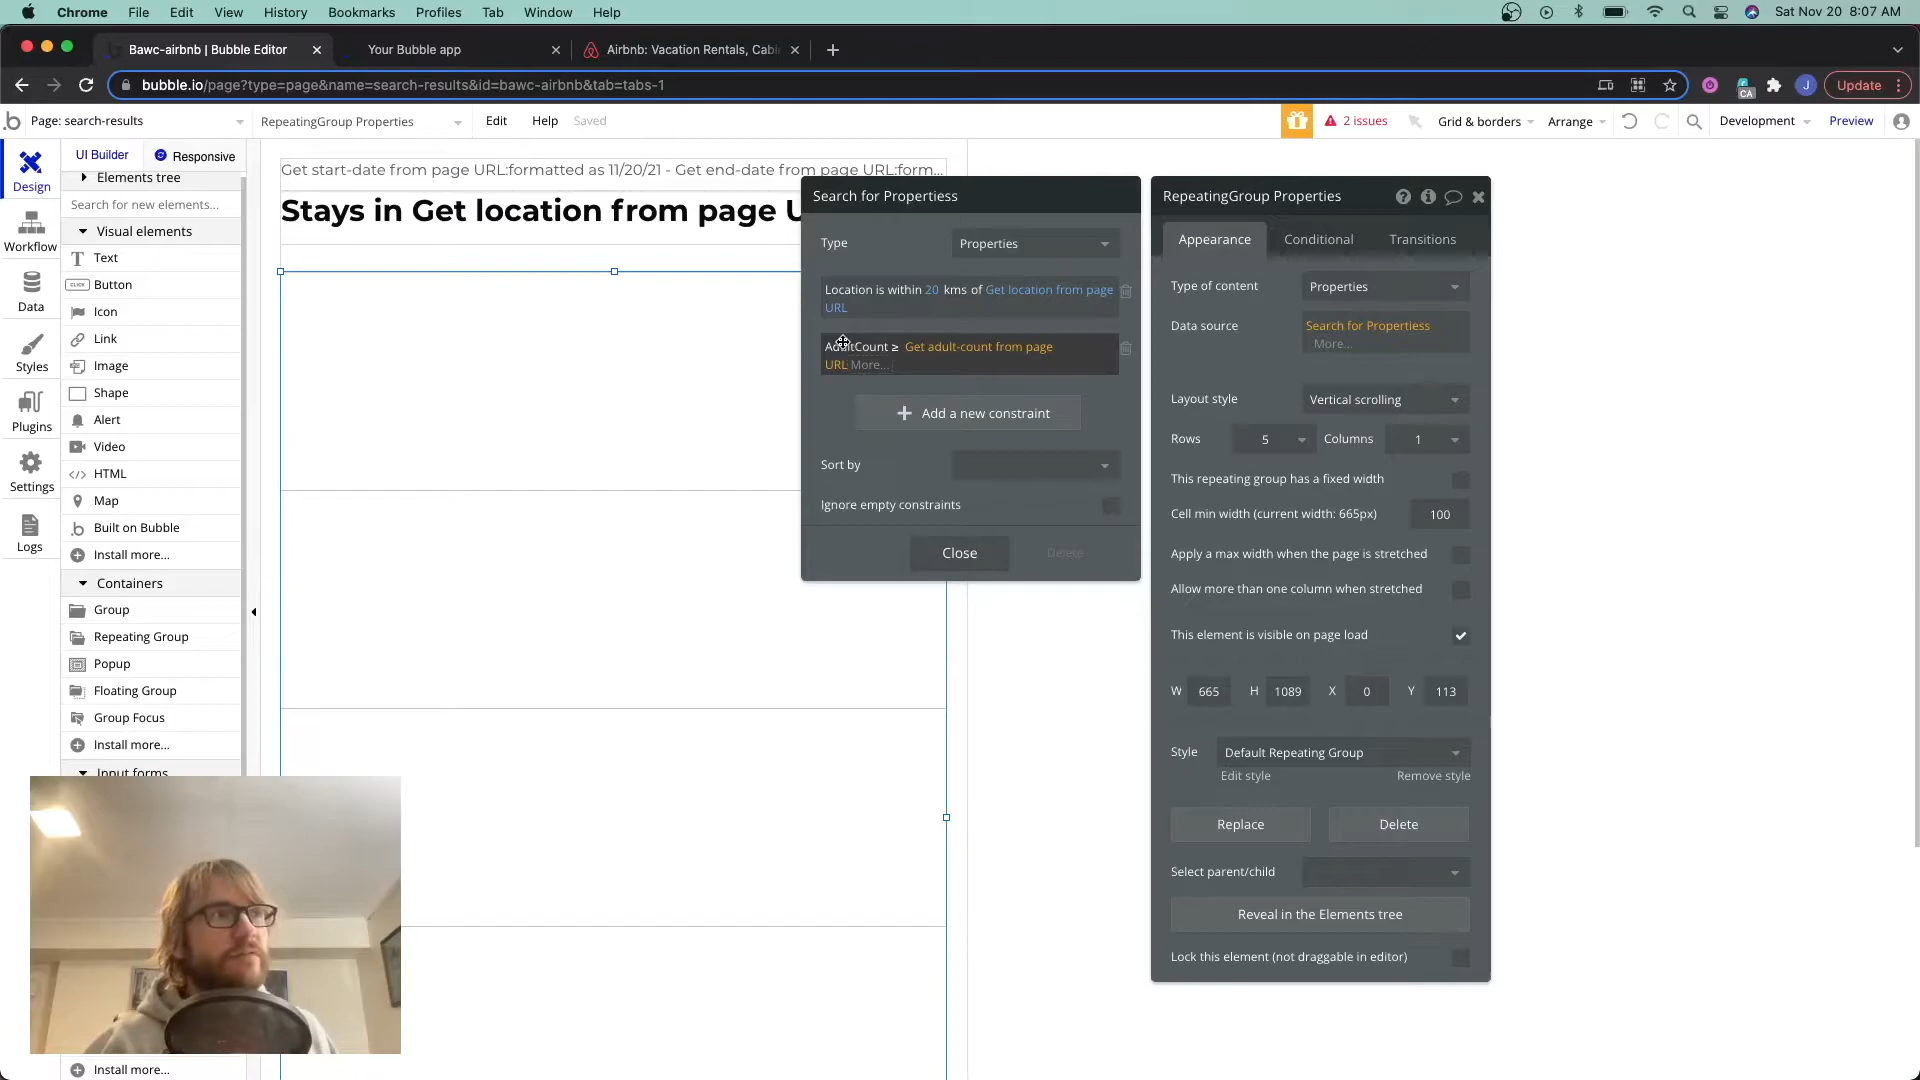 Chrome File Edit View History Bookmarks Profiles Tab Window Help Sat Nov 20 8:07 AM
Bawc-airbnb | Bubble Editor Your Bubble app Airbnb: Vacation Rentals, Cabi
bubble.io/page?type=page&name=search-results&id=bawc-airbnb&tab=tabs-1 CA J Update
Page: search-results RepeatingGroup Properties Edit Help Saved 2 issues Grid & borders Arrange Development Preview
Design
Workflow
Data
Styles
Plugins
Settings
Logs
UI Builder Responsive
Elements tree
Search for new elements...
Visual elements
Text
CLICK Button
Icon
Link
Image
Shape
Alert
Video
HTML
Map
Built on Bubble
Install more...
Containers
Group
Repeating Group
Popup
Floating Group
Group Focus
Install more...
Input forms
Install more...
Get start-date from page URL:formatted as 11/20/21 - Get end-date from page URL:form...
Stays in Get location from page U
Search for Propertiess
Type Properties
Location is within 20 kms of Get location from page
URL
AdultCount ≥ Get adult-count from page
URL More...
Add a new constraint
Sort by
Ignore empty constraints
Close Delete
RepeatingGroup Properties
Appearance Conditional Transitions
Type of content Properties
Data source Search for Propertiess
More...
Layout style Vertical scrolling
Rows 5 Columns 1
This repeating group has a fixed width
Cell min width (current width: 665px) 100
Apply a max width when the page is stretched
Allow more than one column when stretched
This element is visible on page load
W 665 H 1089 X 0 Y 113
Style Default Repeating Group
Edit style Remove style
Replace Delete
Select parent/child
Reveal in the Elements tree
Lock this element (not draggable in editor)